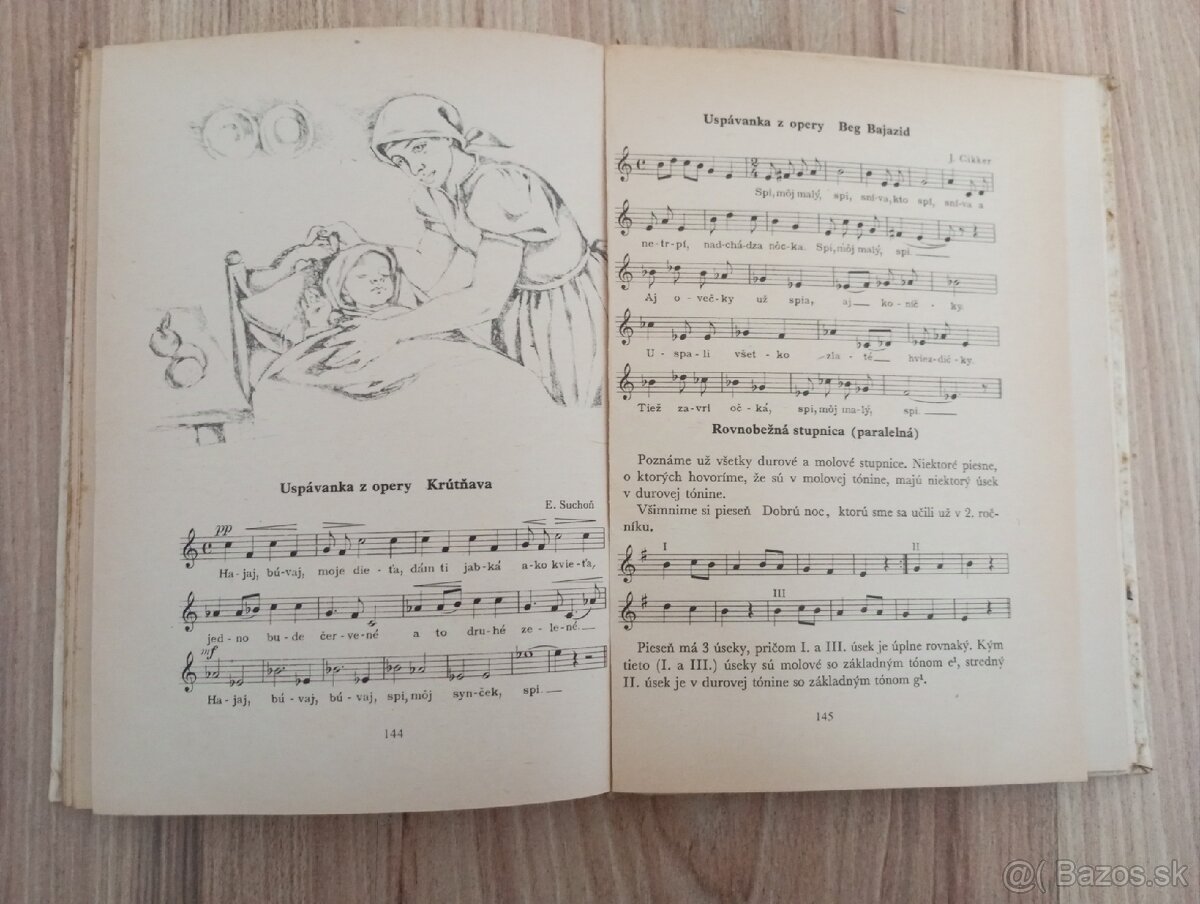 Uspávanka z opery Krútňava
E. Suchoň
pp
Ha-jaj, bú-vaj, moje die-ťa, dám ti jab-ká a-ko kvie-ťa,
jed-no bu-de čer-ve-né a to dru-hé ze-le-né.
mf
Ha-jaj, bú-vaj, bú-vaj, spi, môj syn-ček, spi.
144
Uspávanka z opery Beg Bajazid
J. Cikker
Spi, môj malý, spi, sní-va, kto spí, sní-va a
ne-tr-pí, nad-chá-dza nôc-ka. Spi, môj malý, spi
Aj o-več-ky už spia, aj ko-níč-ky.
U-spa-li všet-ko zla-té hviez-dič-ky.
Tiež za-vri oč-ká, spi, môj ma-lý, spi.
Rovnobežná stupnica (paralelná)
Poznáme už všetky durové a molové stupnice. Niektoré piesne,
o ktorých hovoríme, že sú v molovej tónine, majú niektorý úsek
v durovej tónine.
Všimnime si pieseň Dobrú noc, ktorú sme sa učili už v 2. roč-
níku.
I II
III
Pieseň má 3 úseky, pričom I. a III. úsek je úplne rovnaký. Kým
tieto (I. a III.) úseky sú molové so základným tónom e¹, stredný
II. úsek je v durovej tónine so základným tónom g¹.
145
@( Bazos.sk